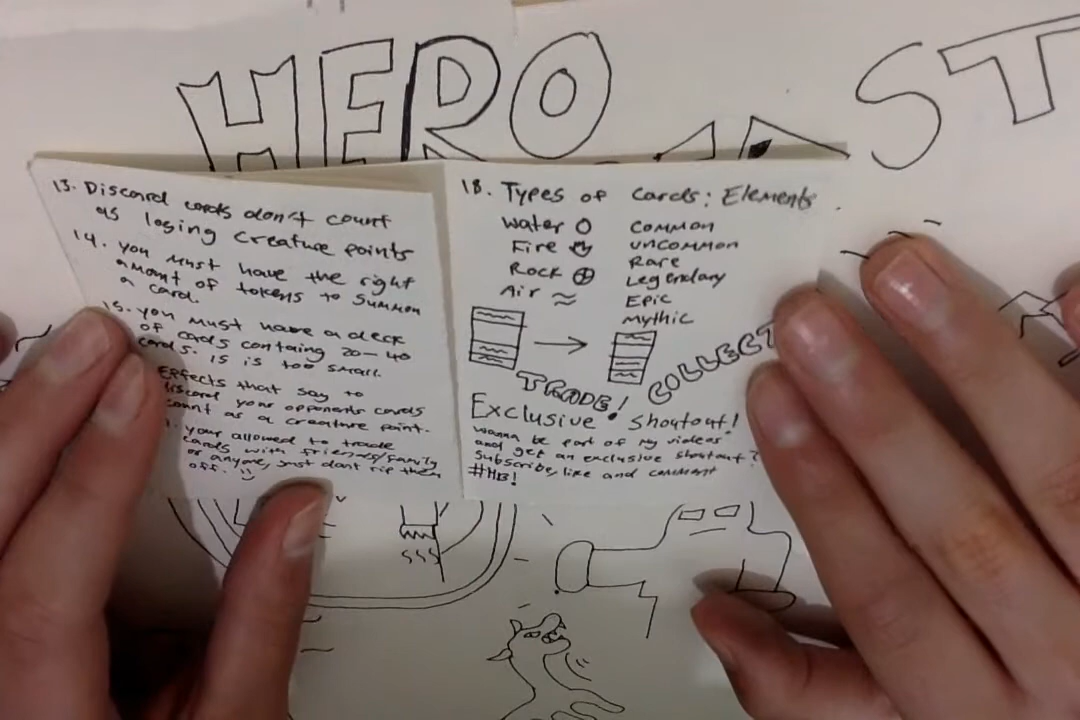 HERO
ST
13. Discard cards don't count
as losing creature points
14. you must have the right
amont of tokens to summon
a card.
15. you must have a deck
of cards containg 20-40
cards. 15 is too small.
Effects that say to
discard your opponents cards
count as a creature point.
your allowed to trade
cards with friends/family
or anyone, just dont rip them
off. :)
18. Types of cards: Elements
Water
COMMON
Fire
UNCOMMON
Rock
Rare
Air
Legendary
Epic
Mythic
TRADE!
COLLECT
Exclusive Shoutout!
wanna be part of my videos
and get an exclusive shoutout?
Subscribe, like and comment
#HB!